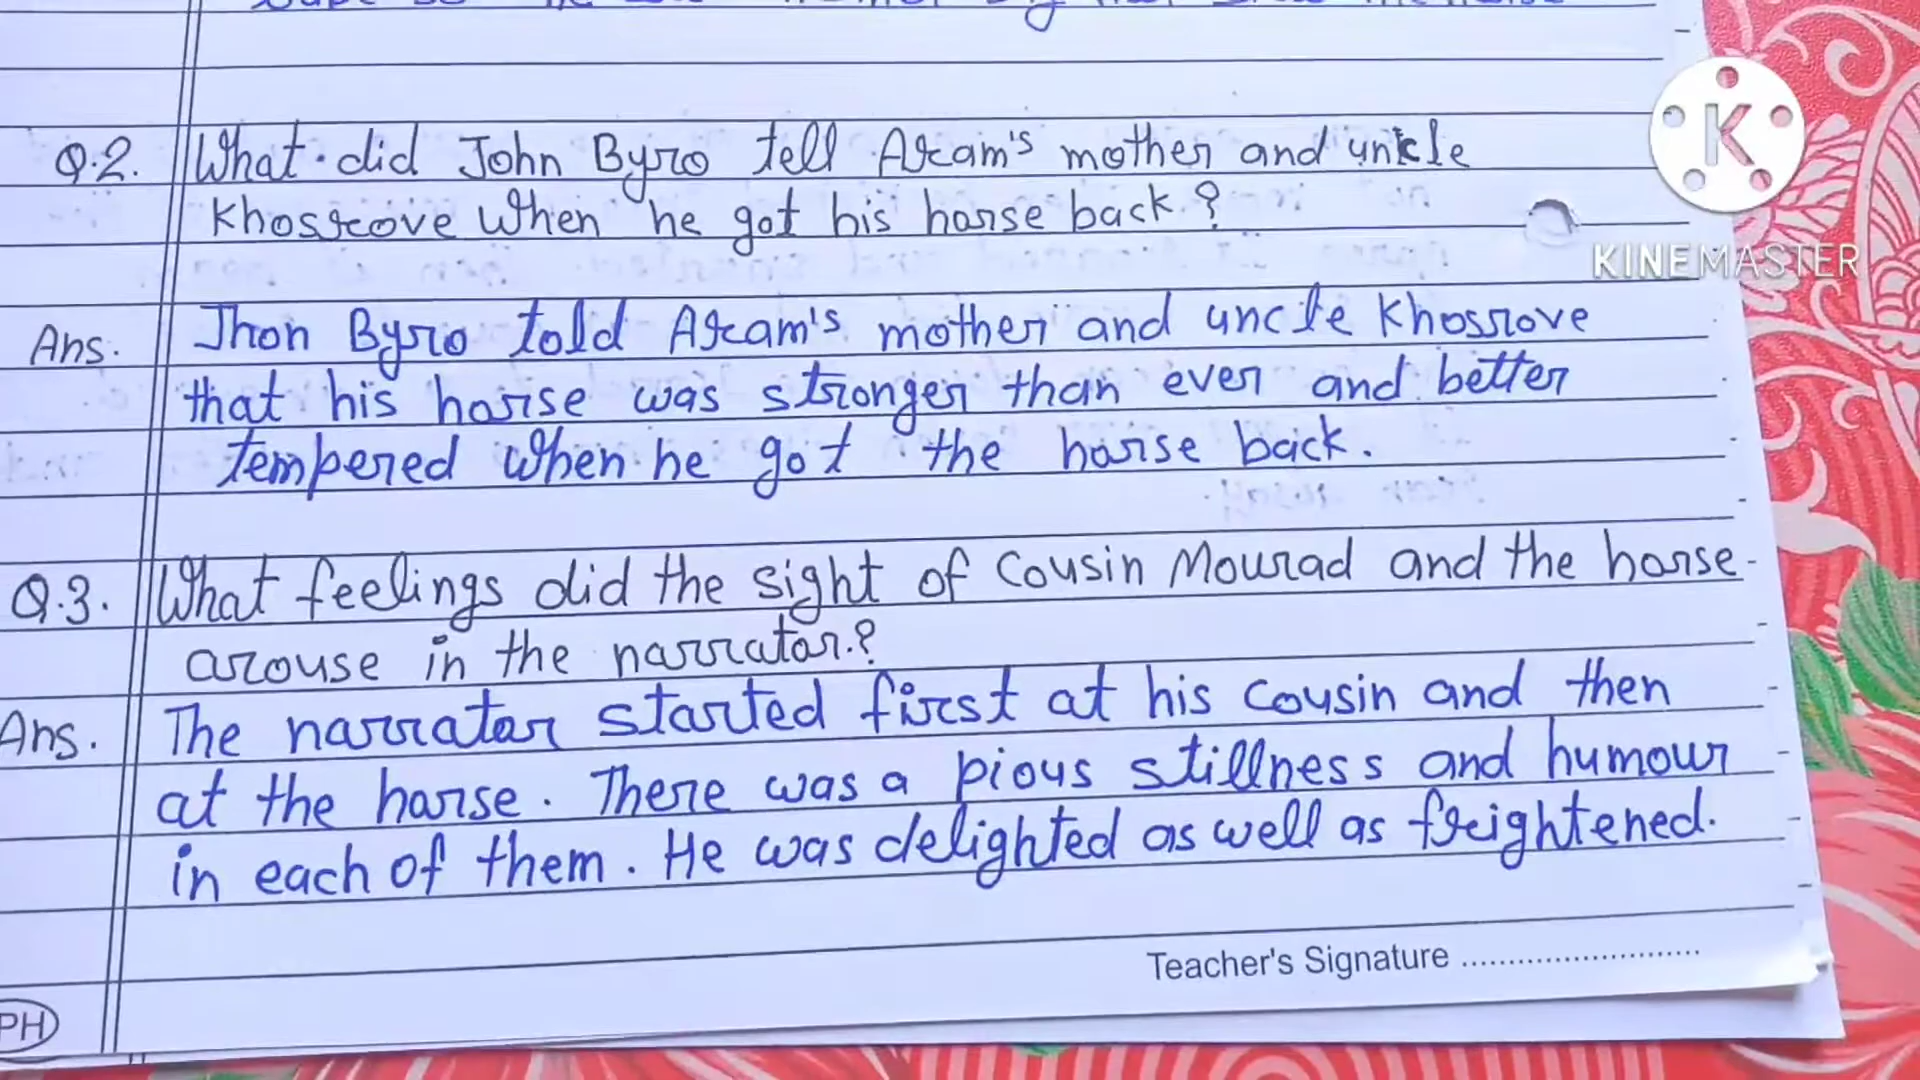 Q.2. What did John Byro tell Aram's mother and unkle
Khosrove when he got his horse back ?
Ans. Jhon Byro told Aram's mother and uncle Khosrove
that his horse was stronger than ever and better
tempered when he got the horse back.
Q.3. What feelings did the sight of Cousin Mourad and the horse
arouse in the narrator.?
Ans. The narrator started first at his cousin and then
at the horse. There was a pious stillness and humour
in each of them. He was delighted as well as freightened.
Teacher's Signature ..........................
PH
K
KINEMASTER